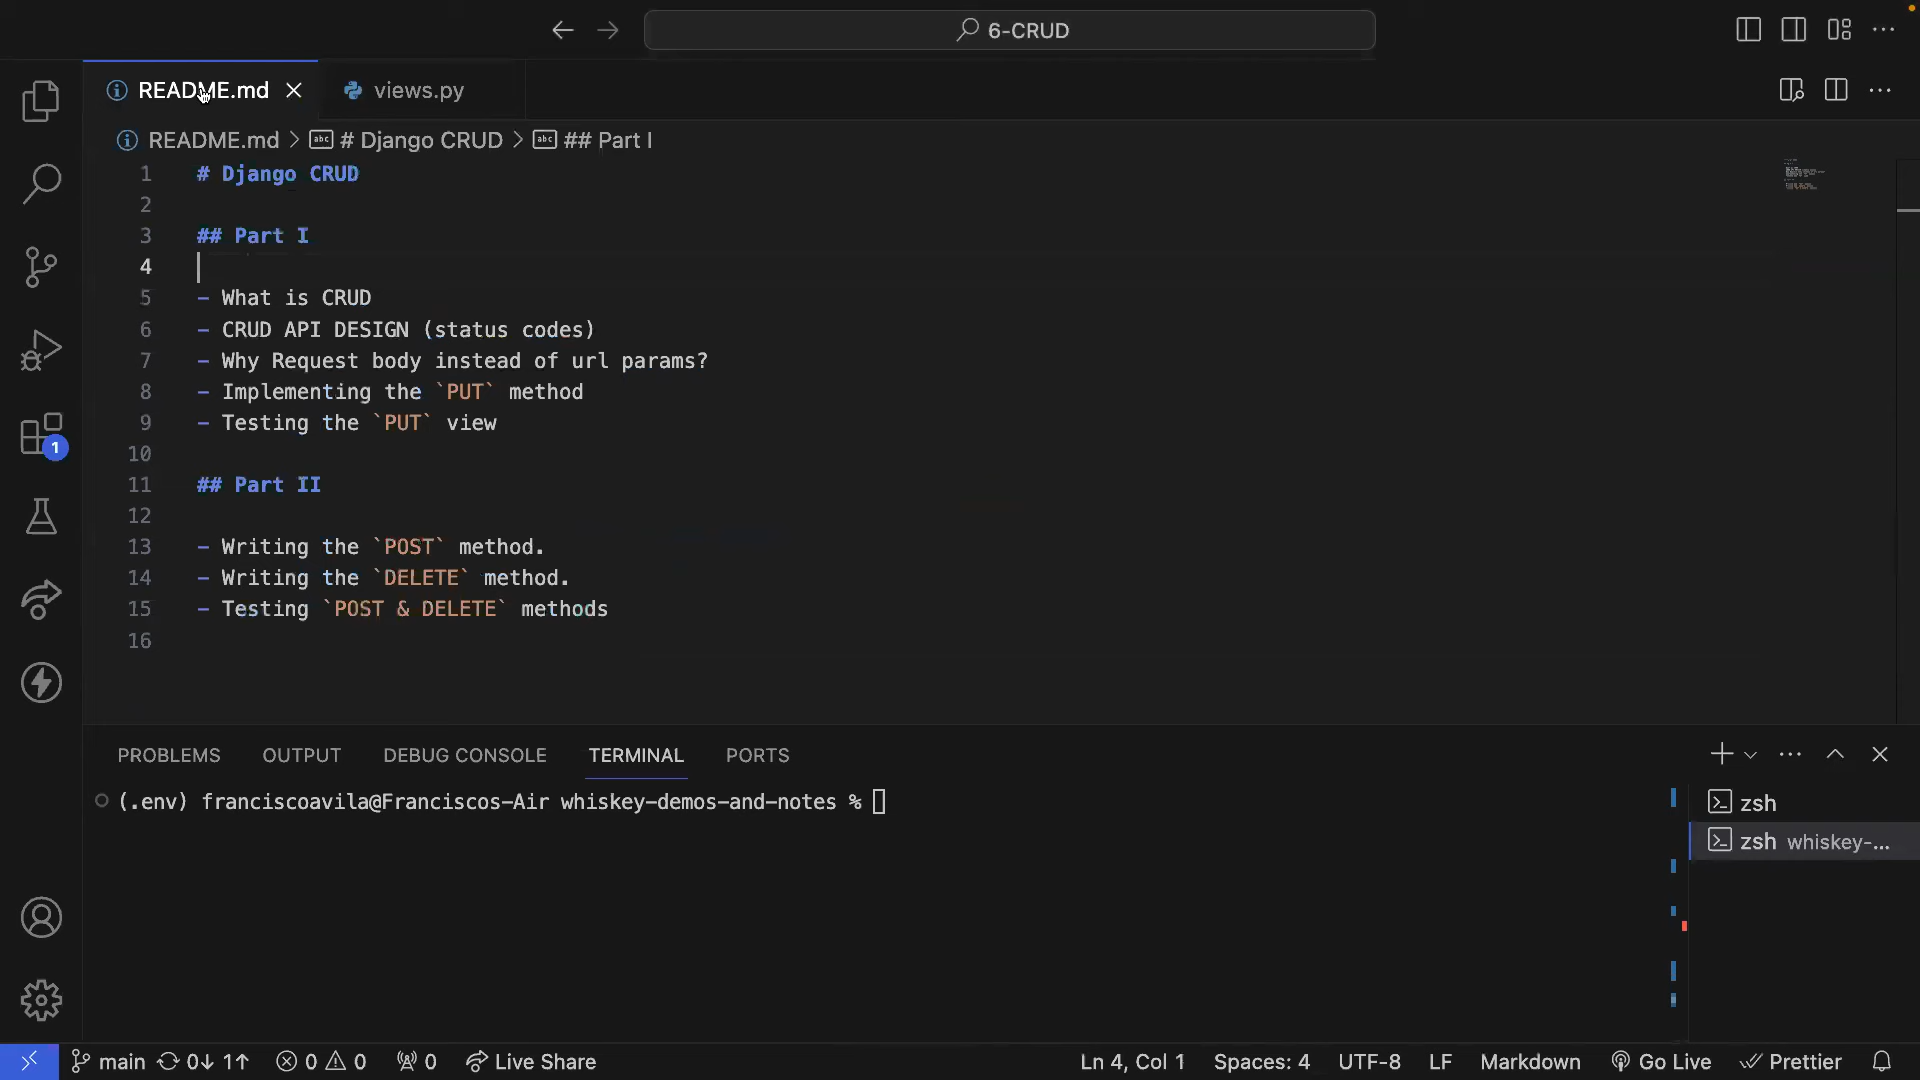 6-CRUD
README.md
views.py
README.md > # Django CRUD > ## Part I
1 # Django CRUD
2
3 ## Part I
4
5 - What is CRUD
6 - CRUD API DESIGN (status codes)
7 - Why Request body instead of url params?
8 - Implementing the `PUT` method
9 - Testing the `PUT` view
10
11 ## Part II
12
13 - Writing the `POST` method.
14 - Writing the `DELETE` method.
15 - Testing `POST & DELETE` methods
16
1
PROBLEMS OUTPUT DEBUG CONSOLE TERMINAL PORTS
(.env) franciscoavila@Franciscos-Air whiskey-demos-and-notes %
zsh
zsh whiskey-...
main 0↓ 1↑ 0 0 0 Live Share Ln 4, Col 1 Spaces: 4 UTF-8 LF Markdown Go Live Prettier